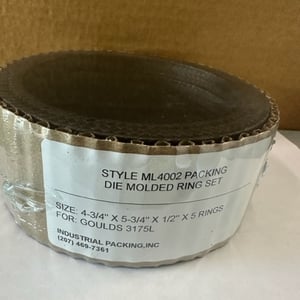 STYLE ML4002 PACKING
DIE MOLDED RING SET
SIZE: 4-3/4" X 5-3/4" X 1/2" X 5 RINGS
FOR: GOULDS 3175L
INDUSTRIAL PACKING,INC
(207) 469-7361